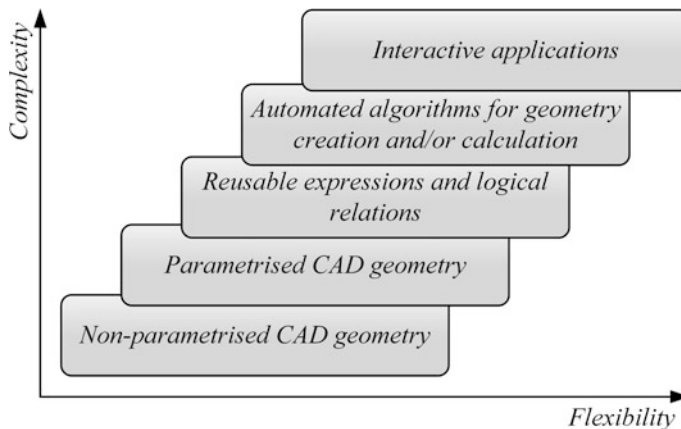 Complexity
Interactive applications
Automated algorithms for geometry
creation and/or calculation
Reusable expressions and logical
relations
Parametrised CAD geometry
Non-parametrised CAD geometry
Flexibility